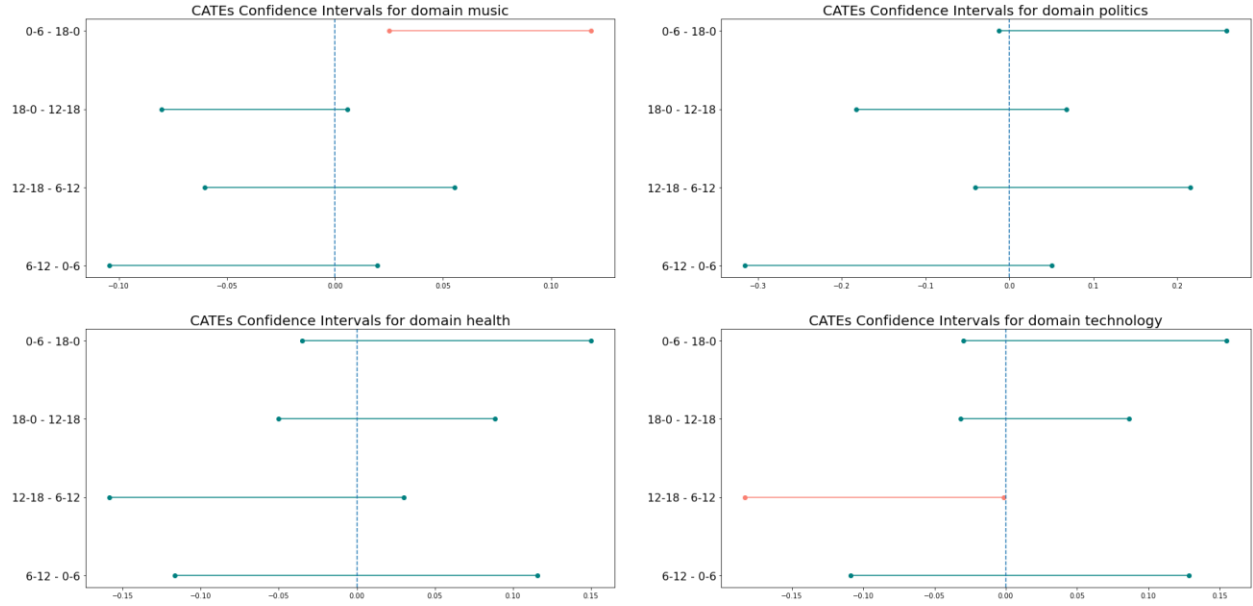 CATEs Confidence Intervals for domain music
0-6 - 18-0
18-0 - 12-18
12-18 - 6-12
6-12 - 0-6
−0.10 −0.05 0.00 0.05 0.10
CATEs Confidence Intervals for domain politics
0-6 - 18-0
18-0 - 12-18
12-18 - 6-12
6-12 - 0-6
−0.3 −0.2 −0.1 0.0 0.1 0.2
CATEs Confidence Intervals for domain health
0-6 - 18-0
18-0 - 12-18
12-18 - 6-12
6-12 - 0-6
−0.15 −0.10 −0.05 0.00 0.05 0.10 0.15
CATEs Confidence Intervals for domain technology
0-6 - 18-0
18-0 - 12-18
12-18 - 6-12
6-12 - 0-6
−0.15 −0.10 −0.05 0.00 0.05 0.10 0.15